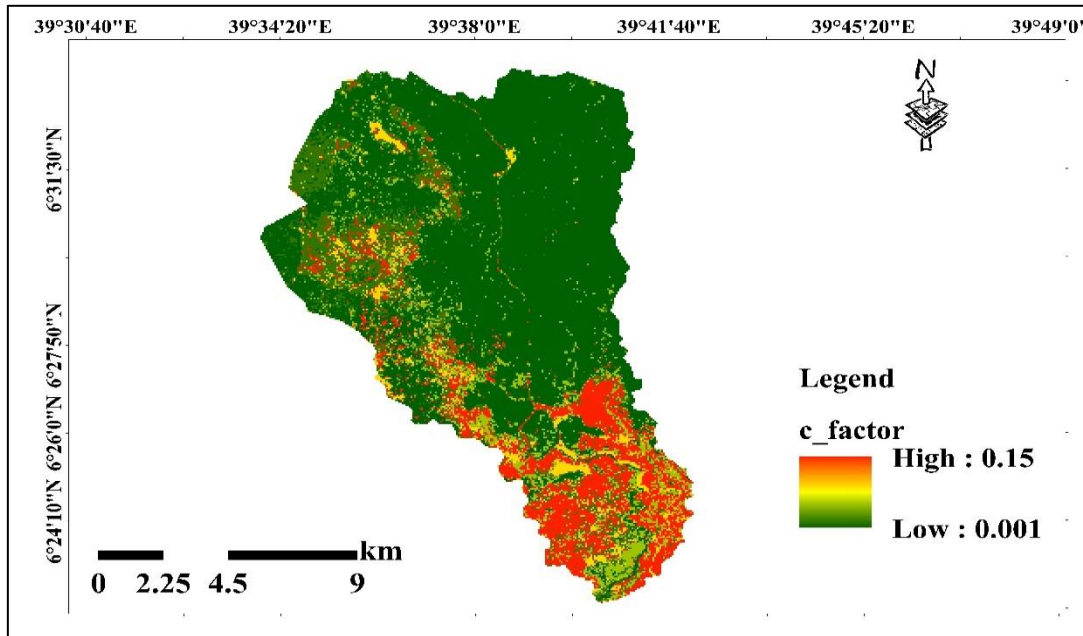 39°30'40"E 39°34'20"E 39°38'0"E 39°41'40"E 39°45'20"E 39°49'0"E
N
6°31'30"N
6°27'50"N
6°26'0"N
6°24'10"N
Legend
c_factor
High : 0.15
Low : 0.001
km
0 2.25 4.5 9